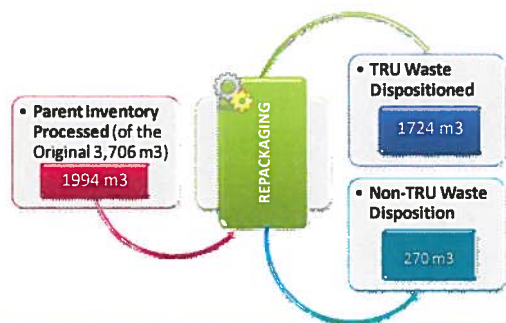 • Parent Inventory
Processed (of the
Original 3,706 m3)
1994 m3
REPACKAGING
• TRU Waste
Dispositioned
1724 m3
• Non-TRU Waste
Disposition
270 m3